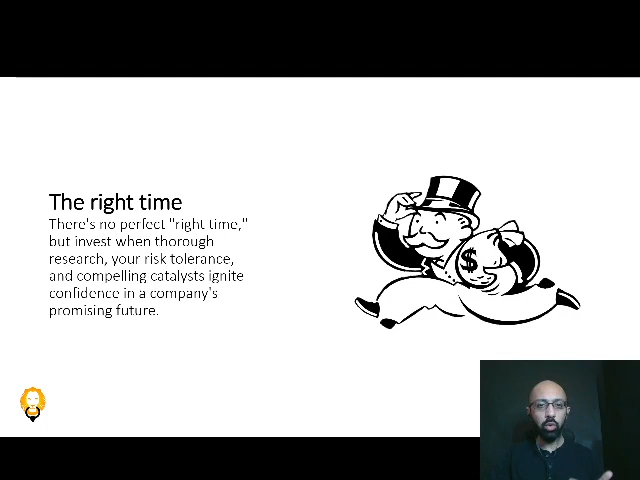 The right time
There's no perfect "right time,"
but invest when thorough
research, your risk tolerance,
and compelling catalysts ignite
confidence in a company's
promising future.
$